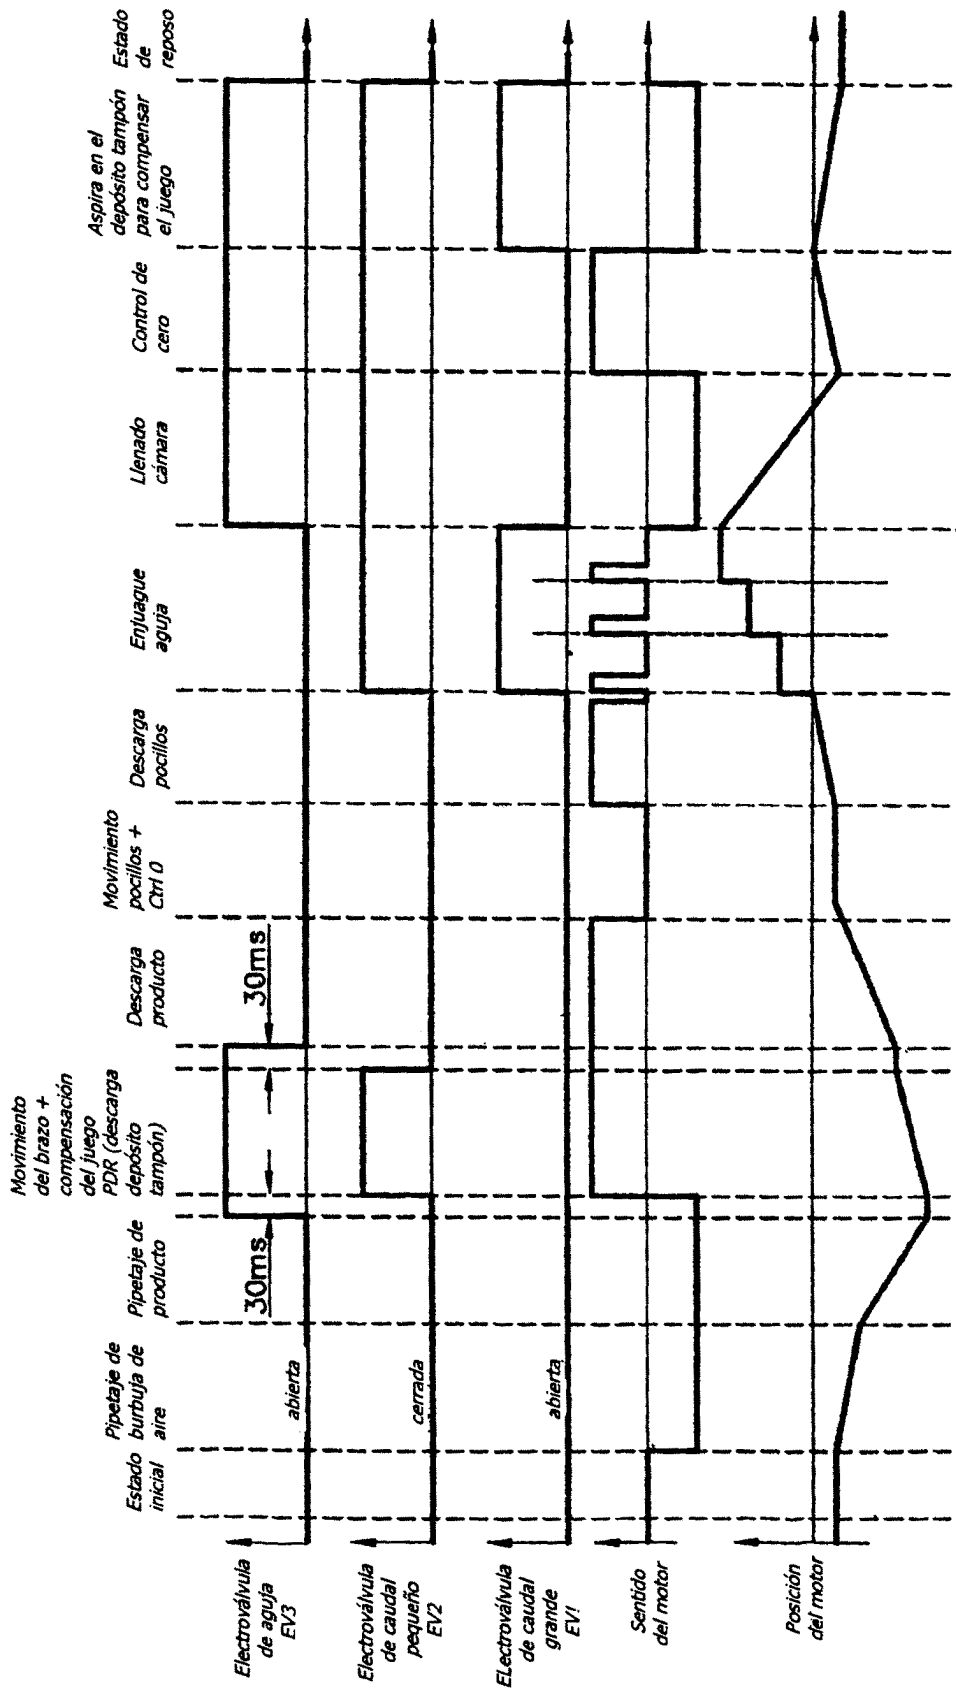 Estado
inicial
Pipetaje de
burbuja de
aire
Pipetaje de
producto
Movimiento
del brazo +
compensación
del juego
PDR (descarga
depósito
tampón)
Descarga
producto
Movimiento
pocillos +
Ctrl 0
Descarga
pocillos
Enjuague
aguja
Llenado
cámara
Control de
cero
Aspira en el
depósito tampón
para compensar
el juego
Estado
de
reposo
Electroválvula
de aguja
EV3
abierta
30ms
30ms
Electroválvula
de caudal
pequeño
EV2
cerrada
ELectroválvula
de caudal
grande
EV!
abierta
Sentido
del motor
Posición
del motor